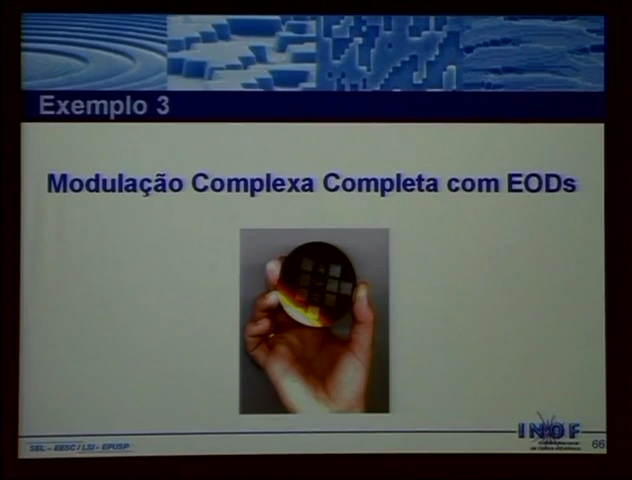 Exemplo 3
Modulação Complexa Completa com EODs
SEL – EESC / LSI – EPUSP
INOF
66